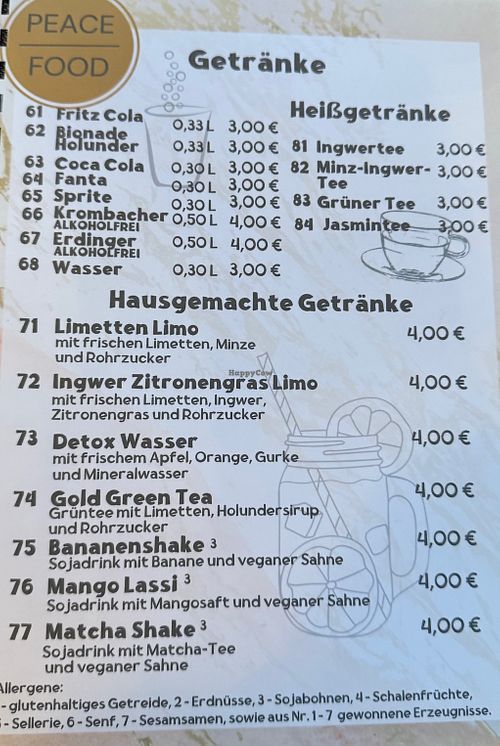 PEACE
FOOD
Getränke
61 Fritz Cola 0,33 L 3,00 €
62 Bionade
Holunder 0,33 L 3,00 €
63 Coca Cola 0,30 L 3,00 €
64 Fanta 0,30 L 3,00 €
65 Sprite 0,30 L 3,00 €
66 Krombacher 0,50 L 4,00 €
ALKOHOLFREI
67 Erdinger 0,50 L 4,00 €
ALKOHOLFREI
68 Wasser 0,30 L 3,00 €
Heißgetränke
81 Ingwertee 3,00 €
82 Minz-Ingwer- 3,00 €
Tee
83 Grüner Tee 3,00 €
84 Jasmintee 3,00 €
Hausgemachte Getränke
71 Limetten Limo 4,00 €
mit frischen Limetten, Minze
und Rohrzucker
HappyCow
72 Ingwer Zitronengras Limo 4,00 €
mit frischen Limetten, Ingwer,
Zitronengras und Rohrzucker
73 Detox Wasser 4,00 €
mit frischem Apfel, Orange, Gurke
und Mineralwasser
74 Gold Green Tea 4,00 €
Grüntee mit Limetten, Holundersirup
und Rohrzucker
75 Bananenshake 3 4,00 €
Sojadrink mit Banane und veganer Sahne
76 Mango Lassi 3 4,00 €
Sojadrink mit Mangosaft und veganer Sahne
77 Matcha Shake 3 4,00 €
Sojadrink mit Matcha-Tee
und veganer Sahne
Allergene:
- glutenhaltiges Getreide, 2 - Erdnüsse, 3 - Sojabohnen, 4 - Schalenfrüchte,
- Sellerie, 6 - Senf, 7 - Sesamsamen, sowie aus Nr. 1 - 7 gewonnene Erzeugnisse.